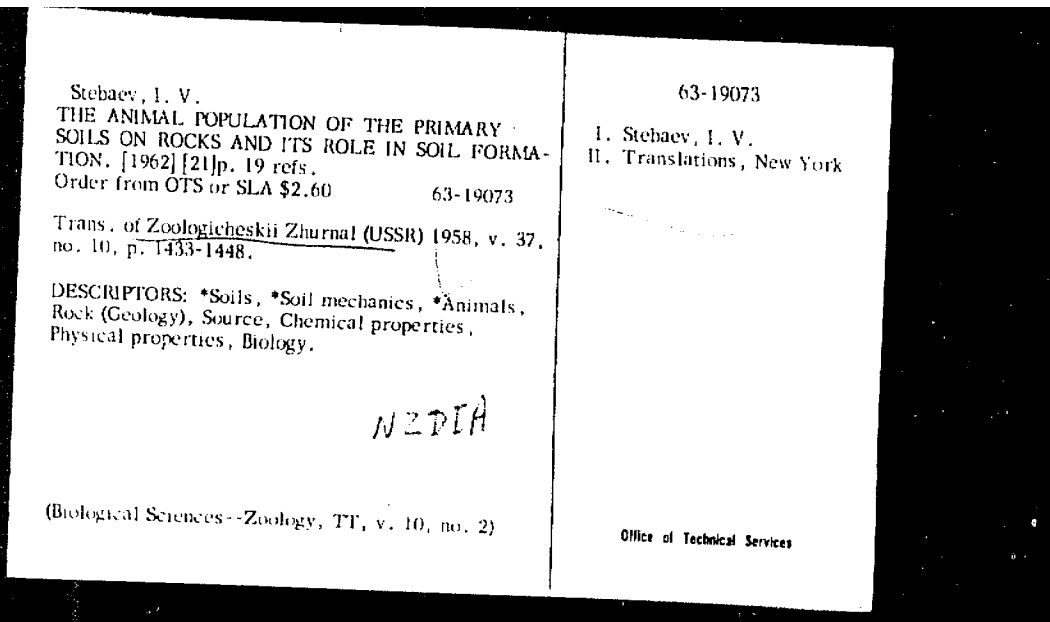 Stebaev, I. V.
THE ANIMAL POPULATION OF THE PRIMARY
SOILS ON ROCKS AND ITS ROLE IN SOIL FORMA-
TION. [1962] [21]p. 19 refs.
Order from OTS or SLA $2.60 63-19073
Trans. of Zoologicheskii Zhurnal (USSR) 1958, v. 37,
no. 10, p. 1433-1448.
DESCRIPTORS: *Soils, *Soil mechanics, *Animals,
Rock (Geology), Source, Chemical properties,
Physical properties, Biology.
NZDIA
(Biological Sciences--Zoology, TT, v. 10, no. 2)
63-19073
I. Stebaev, I. V.
II. Translations, New York
Office of Technical Services